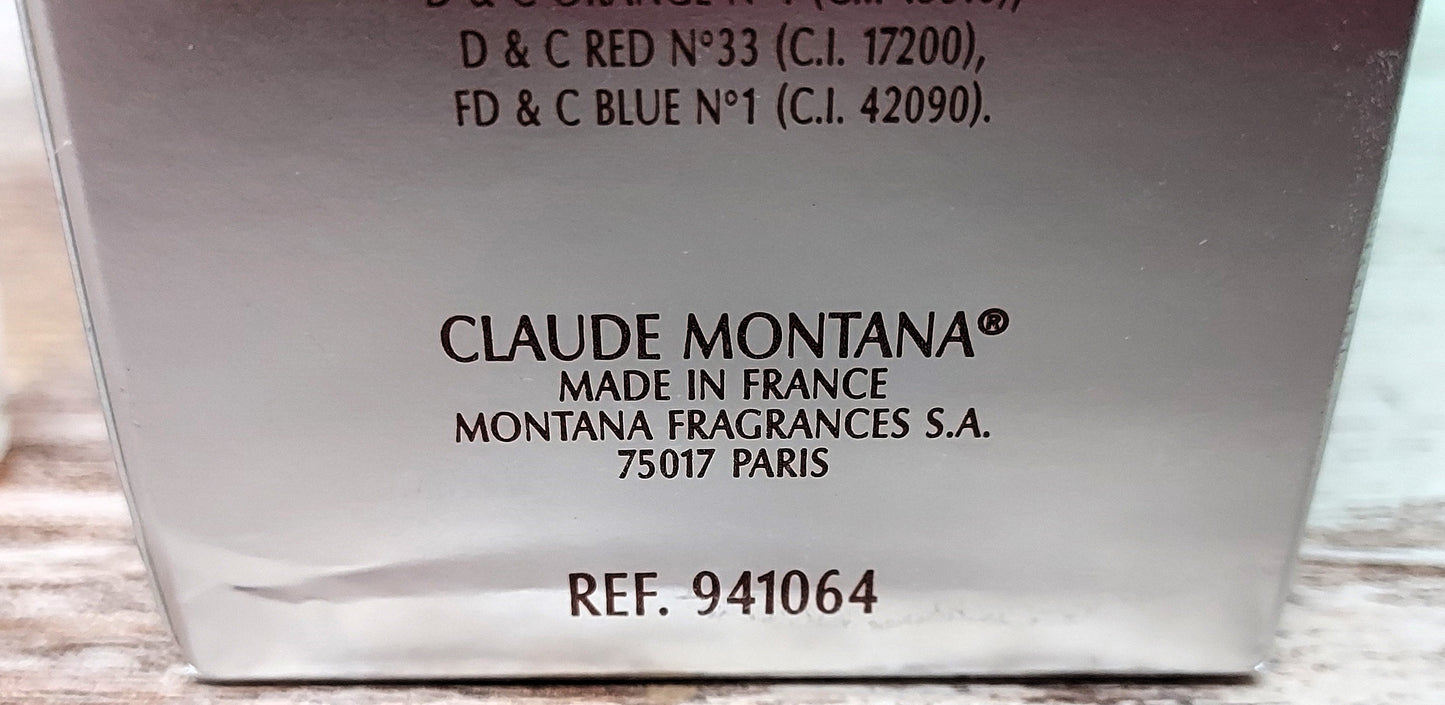 D & C RED N°33 (C.I. 17200),
FD & C BLUE N°1 (C.I. 42090).
CLAUDE MONTANA®
MADE IN FRANCE
MONTANA FRAGRANCES S.A.
75017 PARIS
REF. 941064